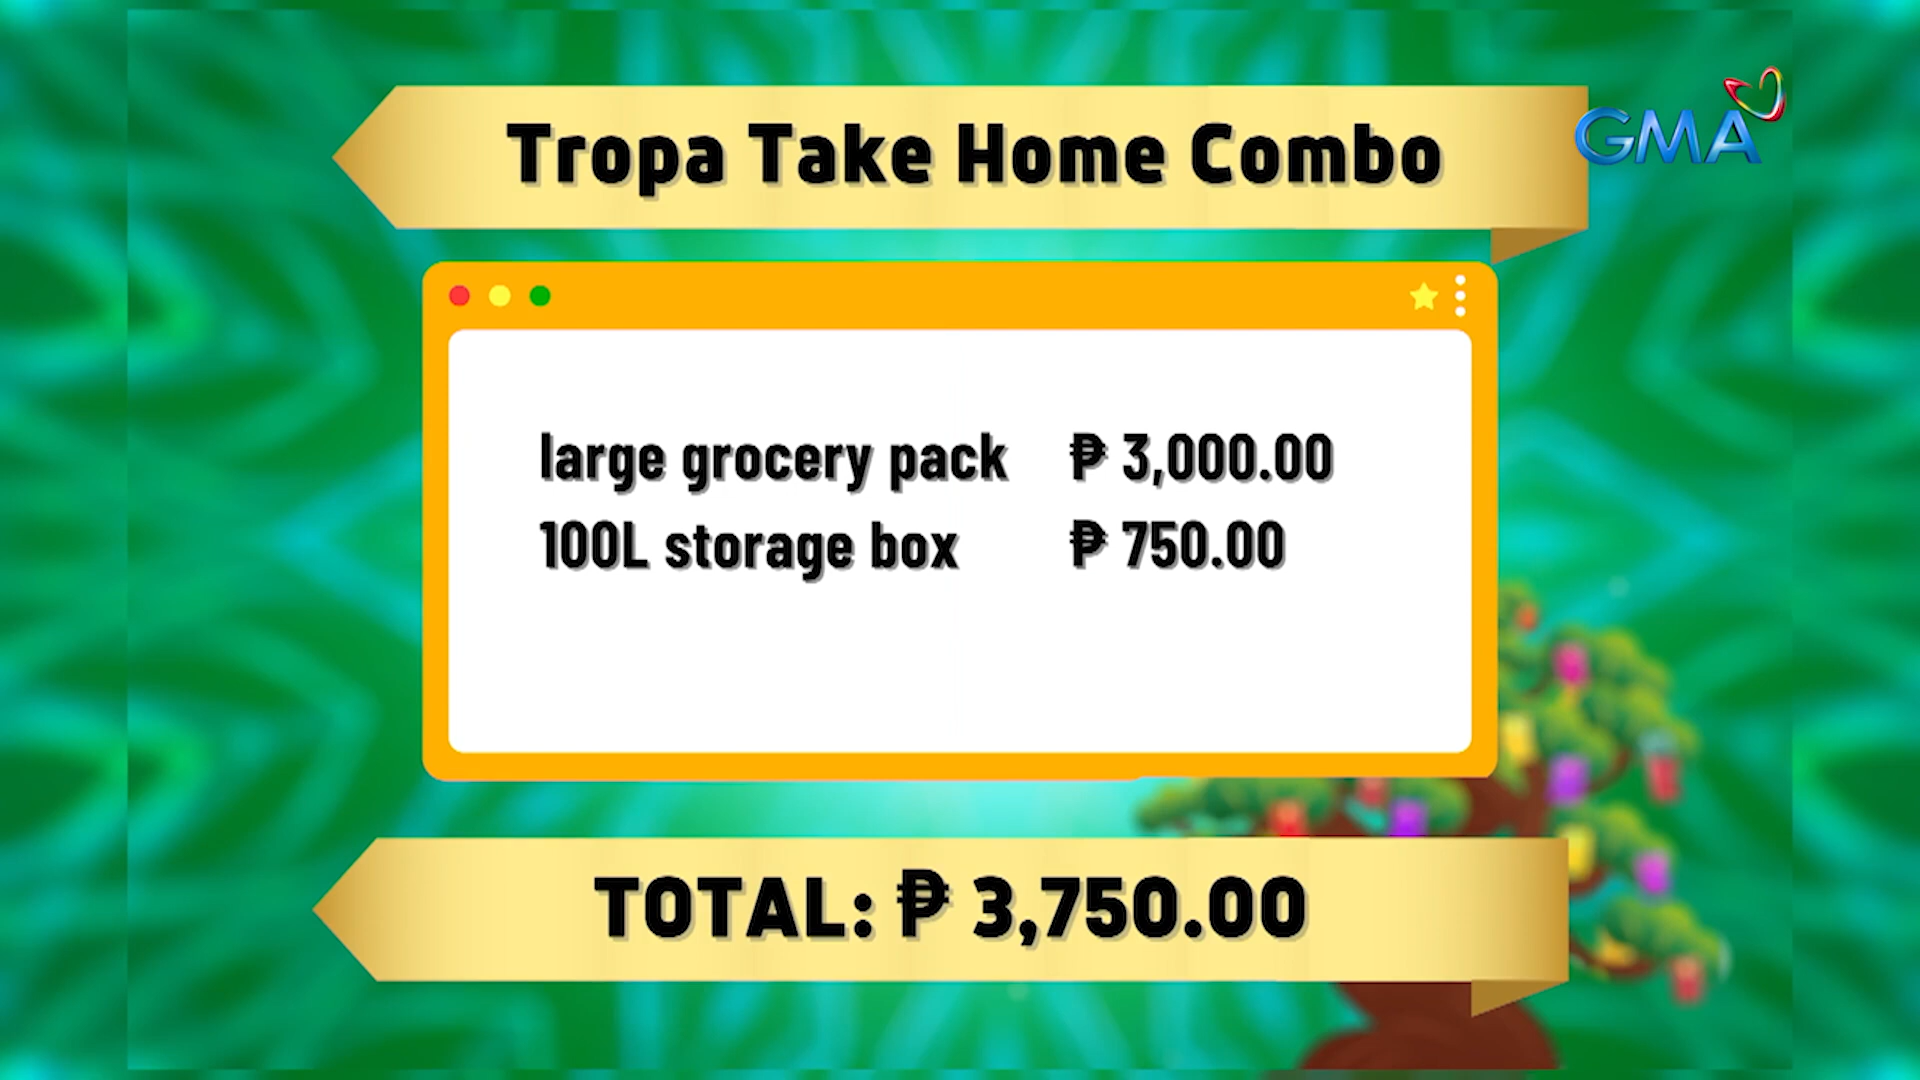 Tropa Take Home Combo
GMA
large grocery pack ₱ 3,000.00
100L storage box ₱ 750.00
TOTAL: ₱ 3,750.00